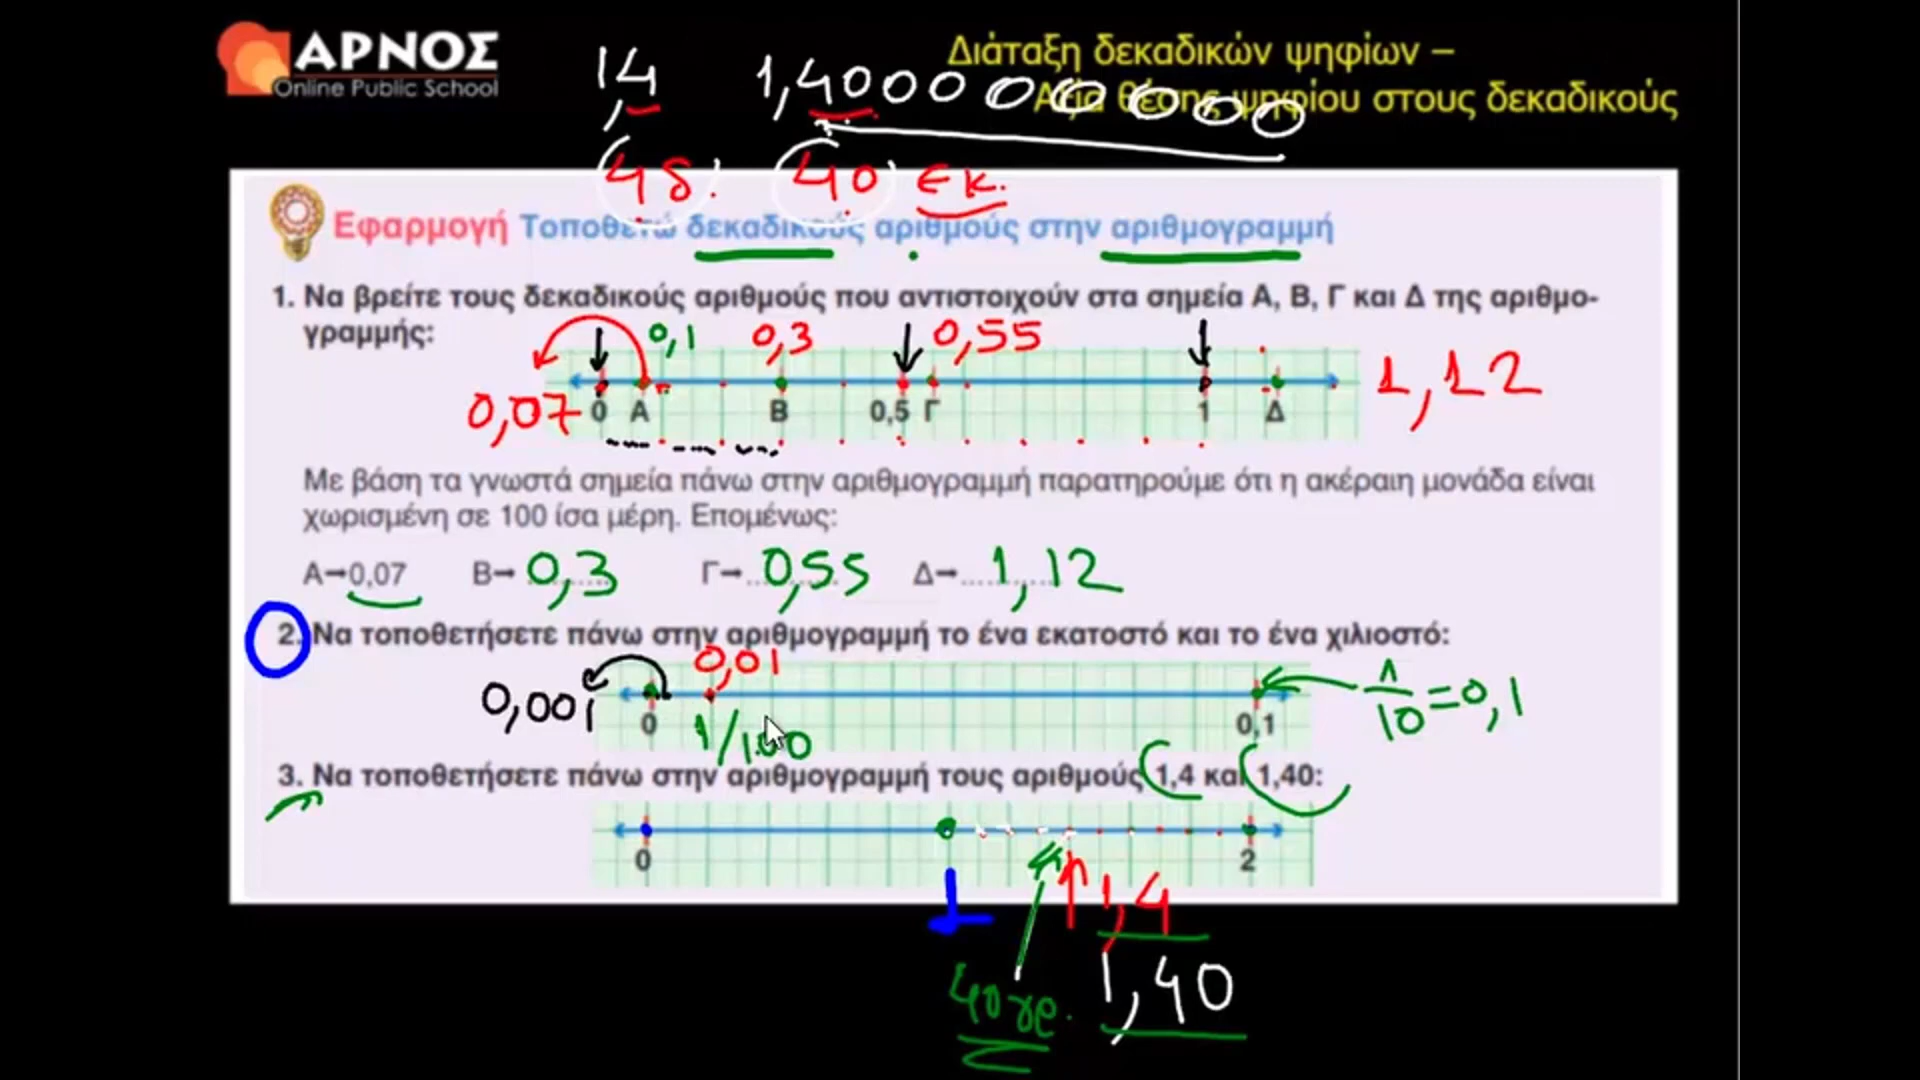 ΑΡΝΟΣ
Online Public School
Διάταξη δεκαδικών ψηφίων –
Αξία θέσης ψηφίου στους δεκαδικούς
1,4 1,40000000000
4δ. 40 εκ.
Εφαρμογή Τοποθετώ δεκαδικούς αριθμούς στην αριθμογραμμή
1. Να βρείτε τους δεκαδικούς αριθμούς που αντιστοιχούν στα σημεία Α, Β, Γ και Δ της αριθμο-
γραμμής:
0,1 0,3 0,55
0,07 0 Α Β 0,5 Γ 1 Δ 1,12
Με βάση τα γνωστά σημεία πάνω στην αριθμογραμμή παρατηρούμε ότι η ακέραιη μονάδα είναι
χωρισμένη σε 100 ίσα μέρη. Επομένως:
Α→0,07 Β→ 0,3 Γ→ 0,55 Δ→ 1,12
2. Να τοποθετήσετε πάνω στην αριθμογραμμή το ένα εκατοστό και το ένα χιλιοστό:
0,01
0,001 0 1/100 0,1 1/10=0,1
3. Να τοποθετήσετε πάνω στην αριθμογραμμή τους αριθμούς 1,4 και 1,40:
0 2
1 1,4
40 γρ. 1,40